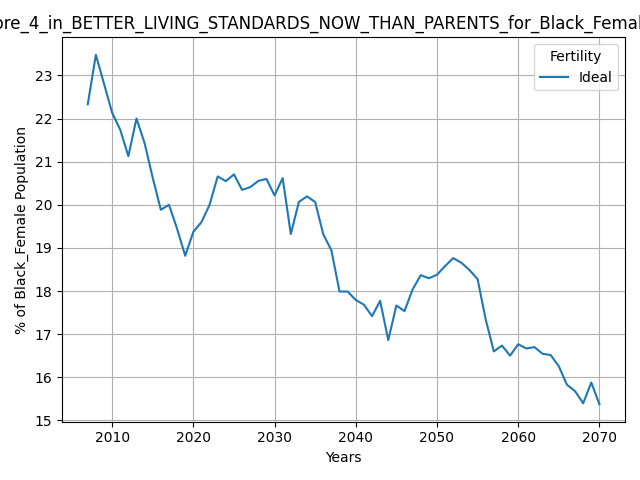 ore_4_in_BETTER_LIVING_STANDARDS_NOW_THAN_PARENTS_for_Black_Femal
Fertility
Ideal
% of Black_Female Population
23
22
21
20
19
18
17
16
15
2010 2020 2030 2040 2050 2060 2070
Years